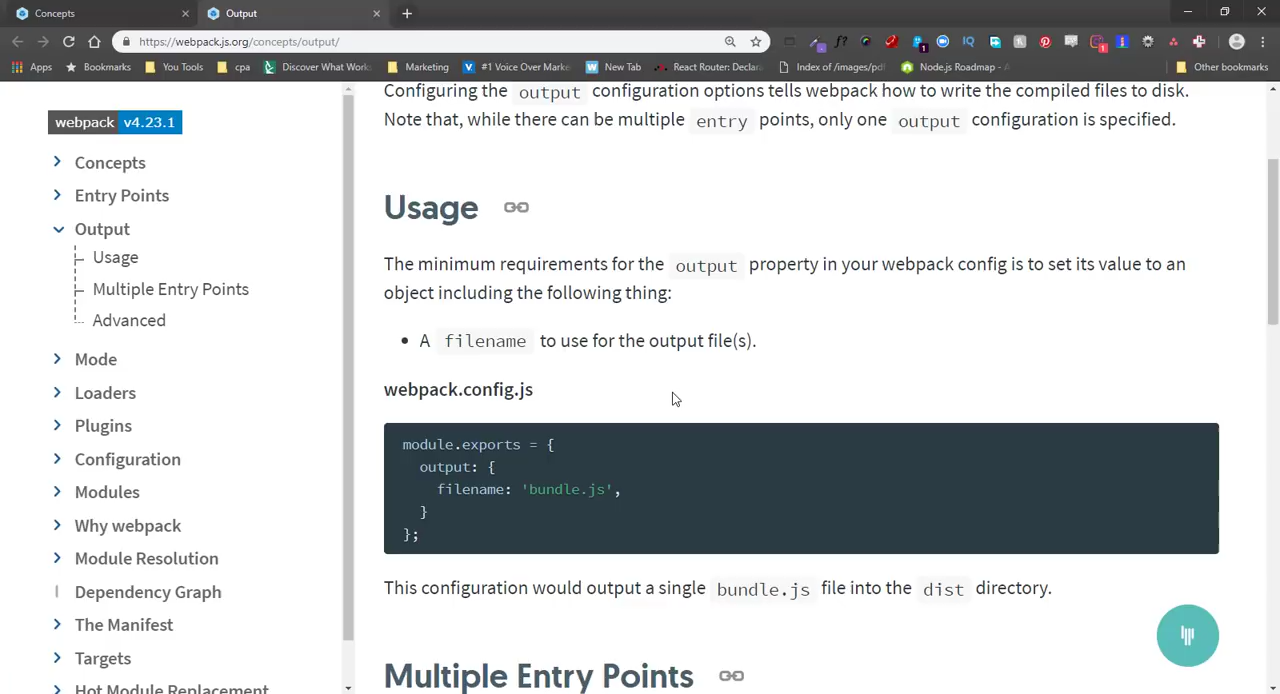 Concepts
Output
https://webpack.js.org/concepts/output/
Apps
Bookmarks
You Tools
cpa
Discover What Work
Marketing
#1 Voice Over Marke
New Tab
React Router: Decla
Index of /images/pdf
Node.js Roadmap -
Other bookmarks
webpack v4.23.1
Concepts
Entry Points
Output
Usage
Multiple Entry Points
Advanced
Mode
Loaders
Plugins
Configuration
Modules
Why webpack
Module Resolution
Dependency Graph
The Manifest
Targets
Hot Module Replacement
Configuring the output configuration options tells webpack how to write the compiled files to disk.
Note that, while there can be multiple entry points, only one output configuration is specified.
Usage
The minimum requirements for the output property in your webpack config is to set its value to an
object including the following thing:
• A filename to use for the output file(s).
webpack.config.js
module.exports = {
output: {
filename: 'bundle.js',
}
};
This configuration would output a single bundle.js file into the dist directory.
Multiple Entry Points